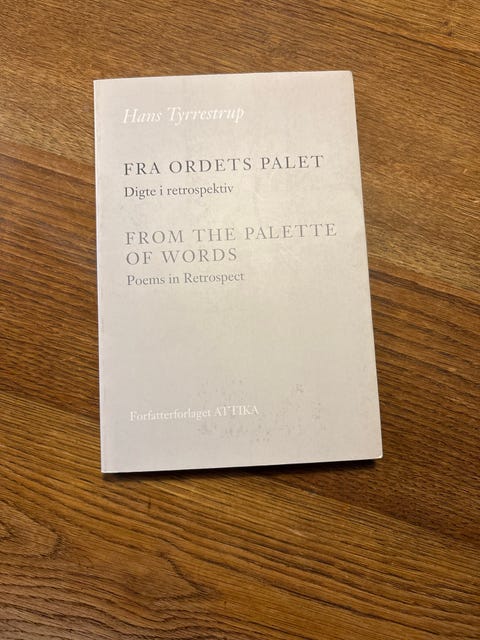 Hans Tyrrestrup
FRA ORDETS PALET
Digte i retrospektiv
FROM THE PALETTE
OF WORDS
Poems in Retrospect
Forfatterforlaget ATTIKA